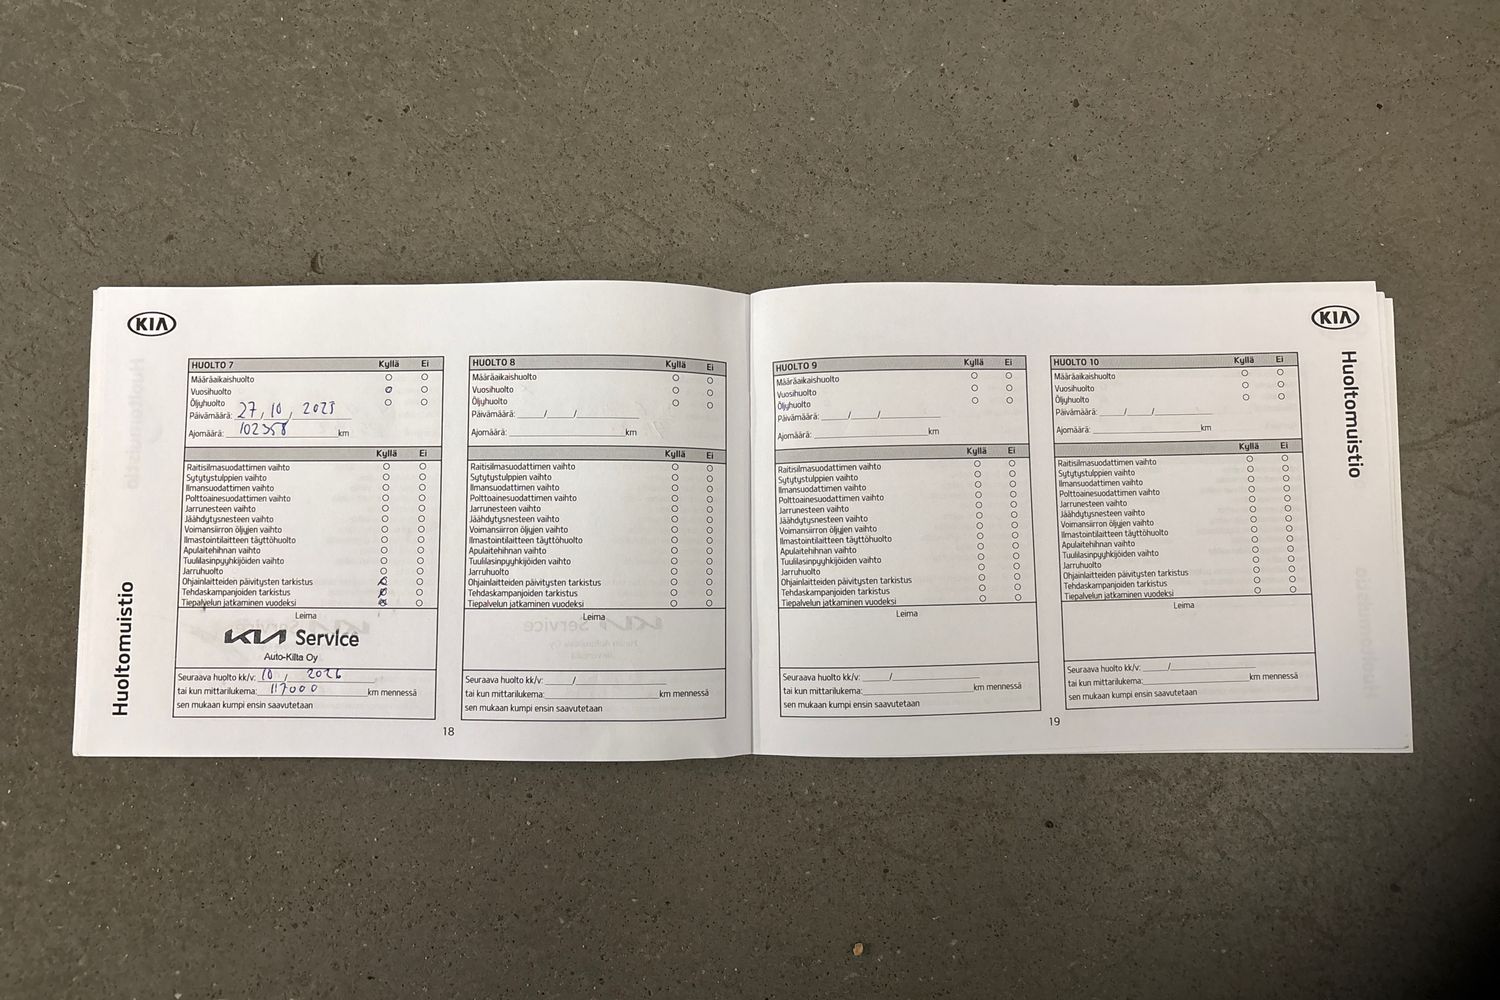 KIA
Huoltomuistio
HUOLTO 7 Kyllä Ei
Määräaikaishuolto
Vuosihuolto
Öljyhuolto
Päivämäärä: 27, 10, 2025
Ajomäärä: 102358 km
Kyllä Ei
Raitisilmasuodattimen vaihto
Sytytystulppien vaihto
Ilmansuodattimen vaihto
Polttoainesuodattimen vaihto
Jarrunesteen vaihto
Jäähdytysnesteen vaihto
Voimansiirron öljyjen vaihto
Ilmastointilaitteen täyttöhuolto
Apulaitehihnan vaihto
Tuulilasinpyyhkijöiden vaihto
Jarruhuolto
Ohjainlaitteiden päivitysten tarkistus
Tehdaskampanjoiden tarkistus
Tiepalvelun jatkaminen vuodeksi
Leima
KIA Service
Auto-Kilta Oy
Seuraava huolto kk/v: 10 / 2026
tai kun mittarilukema: 117000 km mennessä
sen mukaan kumpi ensin saavutetaan
HUOLTO 8 Kyllä Ei
Määräaikaishuolto
Vuosihuolto
Öljyhuolto
Päivämäärä: / /
Ajomäärä: km
Kyllä Ei
Raitisilmasuodattimen vaihto
Sytytystulppien vaihto
Ilmansuodattimen vaihto
Polttoainesuodattimen vaihto
Jarrunesteen vaihto
Jäähdytysnesteen vaihto
Voimansiirron öljyjen vaihto
Ilmastointilaitteen täyttöhuolto
Apulaitehihnan vaihto
Tuulilasinpyyhkijöiden vaihto
Jarruhuolto
Ohjainlaitteiden päivitysten tarkistus
Tehdaskampanjoiden tarkistus
Tiepalvelun jatkaminen vuodeksi
Leima
Seuraava huolto kk/v: /
tai kun mittarilukema: km mennessä
sen mukaan kumpi ensin saavutetaan
18
HUOLTO 9 Kyllä Ei
Määräaikaishuolto
Vuosihuolto
Öljyhuolto
Päivämäärä: / /
Ajomäärä: km
Kyllä Ei
Raitisilmasuodattimen vaihto
Sytytystulppien vaihto
Ilmansuodattimen vaihto
Polttoainesuodattimen vaihto
Jarrunesteen vaihto
Jäähdytysnesteen vaihto
Voimansiirron öljyjen vaihto
Ilmastointilaitteen täyttöhuolto
Apulaitehihnan vaihto
Tuulilasinpyyhkijöiden vaihto
Jarruhuolto
Ohjainlaitteiden päivitysten tarkistus
Tehdaskampanjoiden tarkistus
Tiepalvelun jatkaminen vuodeksi
Leima
Seuraava huolto kk/v: /
tai kun mittarilukema: km mennessä
sen mukaan kumpi ensin saavutetaan
HUOLTO 10 Kyllä Ei
Määräaikaishuolto
Vuosihuolto
Öljyhuolto
Päivämäärä: / /
Ajomäärä: km
Kyllä Ei
Raitisilmasuodattimen vaihto
Sytytystulppien vaihto
Ilmansuodattimen vaihto
Polttoainesuodattimen vaihto
Jarrunesteen vaihto
Jäähdytysnesteen vaihto
Voimansiirron öljyjen vaihto
Ilmastointilaitteen täyttöhuolto
Apulaitehihnan vaihto
Tuulilasinpyyhkijöiden vaihto
Jarruhuolto
Ohjainlaitteiden päivitysten tarkistus
Tehdaskampanjoiden tarkistus
Tiepalvelun jatkaminen vuodeksi
Leima
Seuraava huolto kk/v: /
tai kun mittarilukema: km mennessä
sen mukaan kumpi ensin saavutetaan
19
KIA
Huoltomuistio